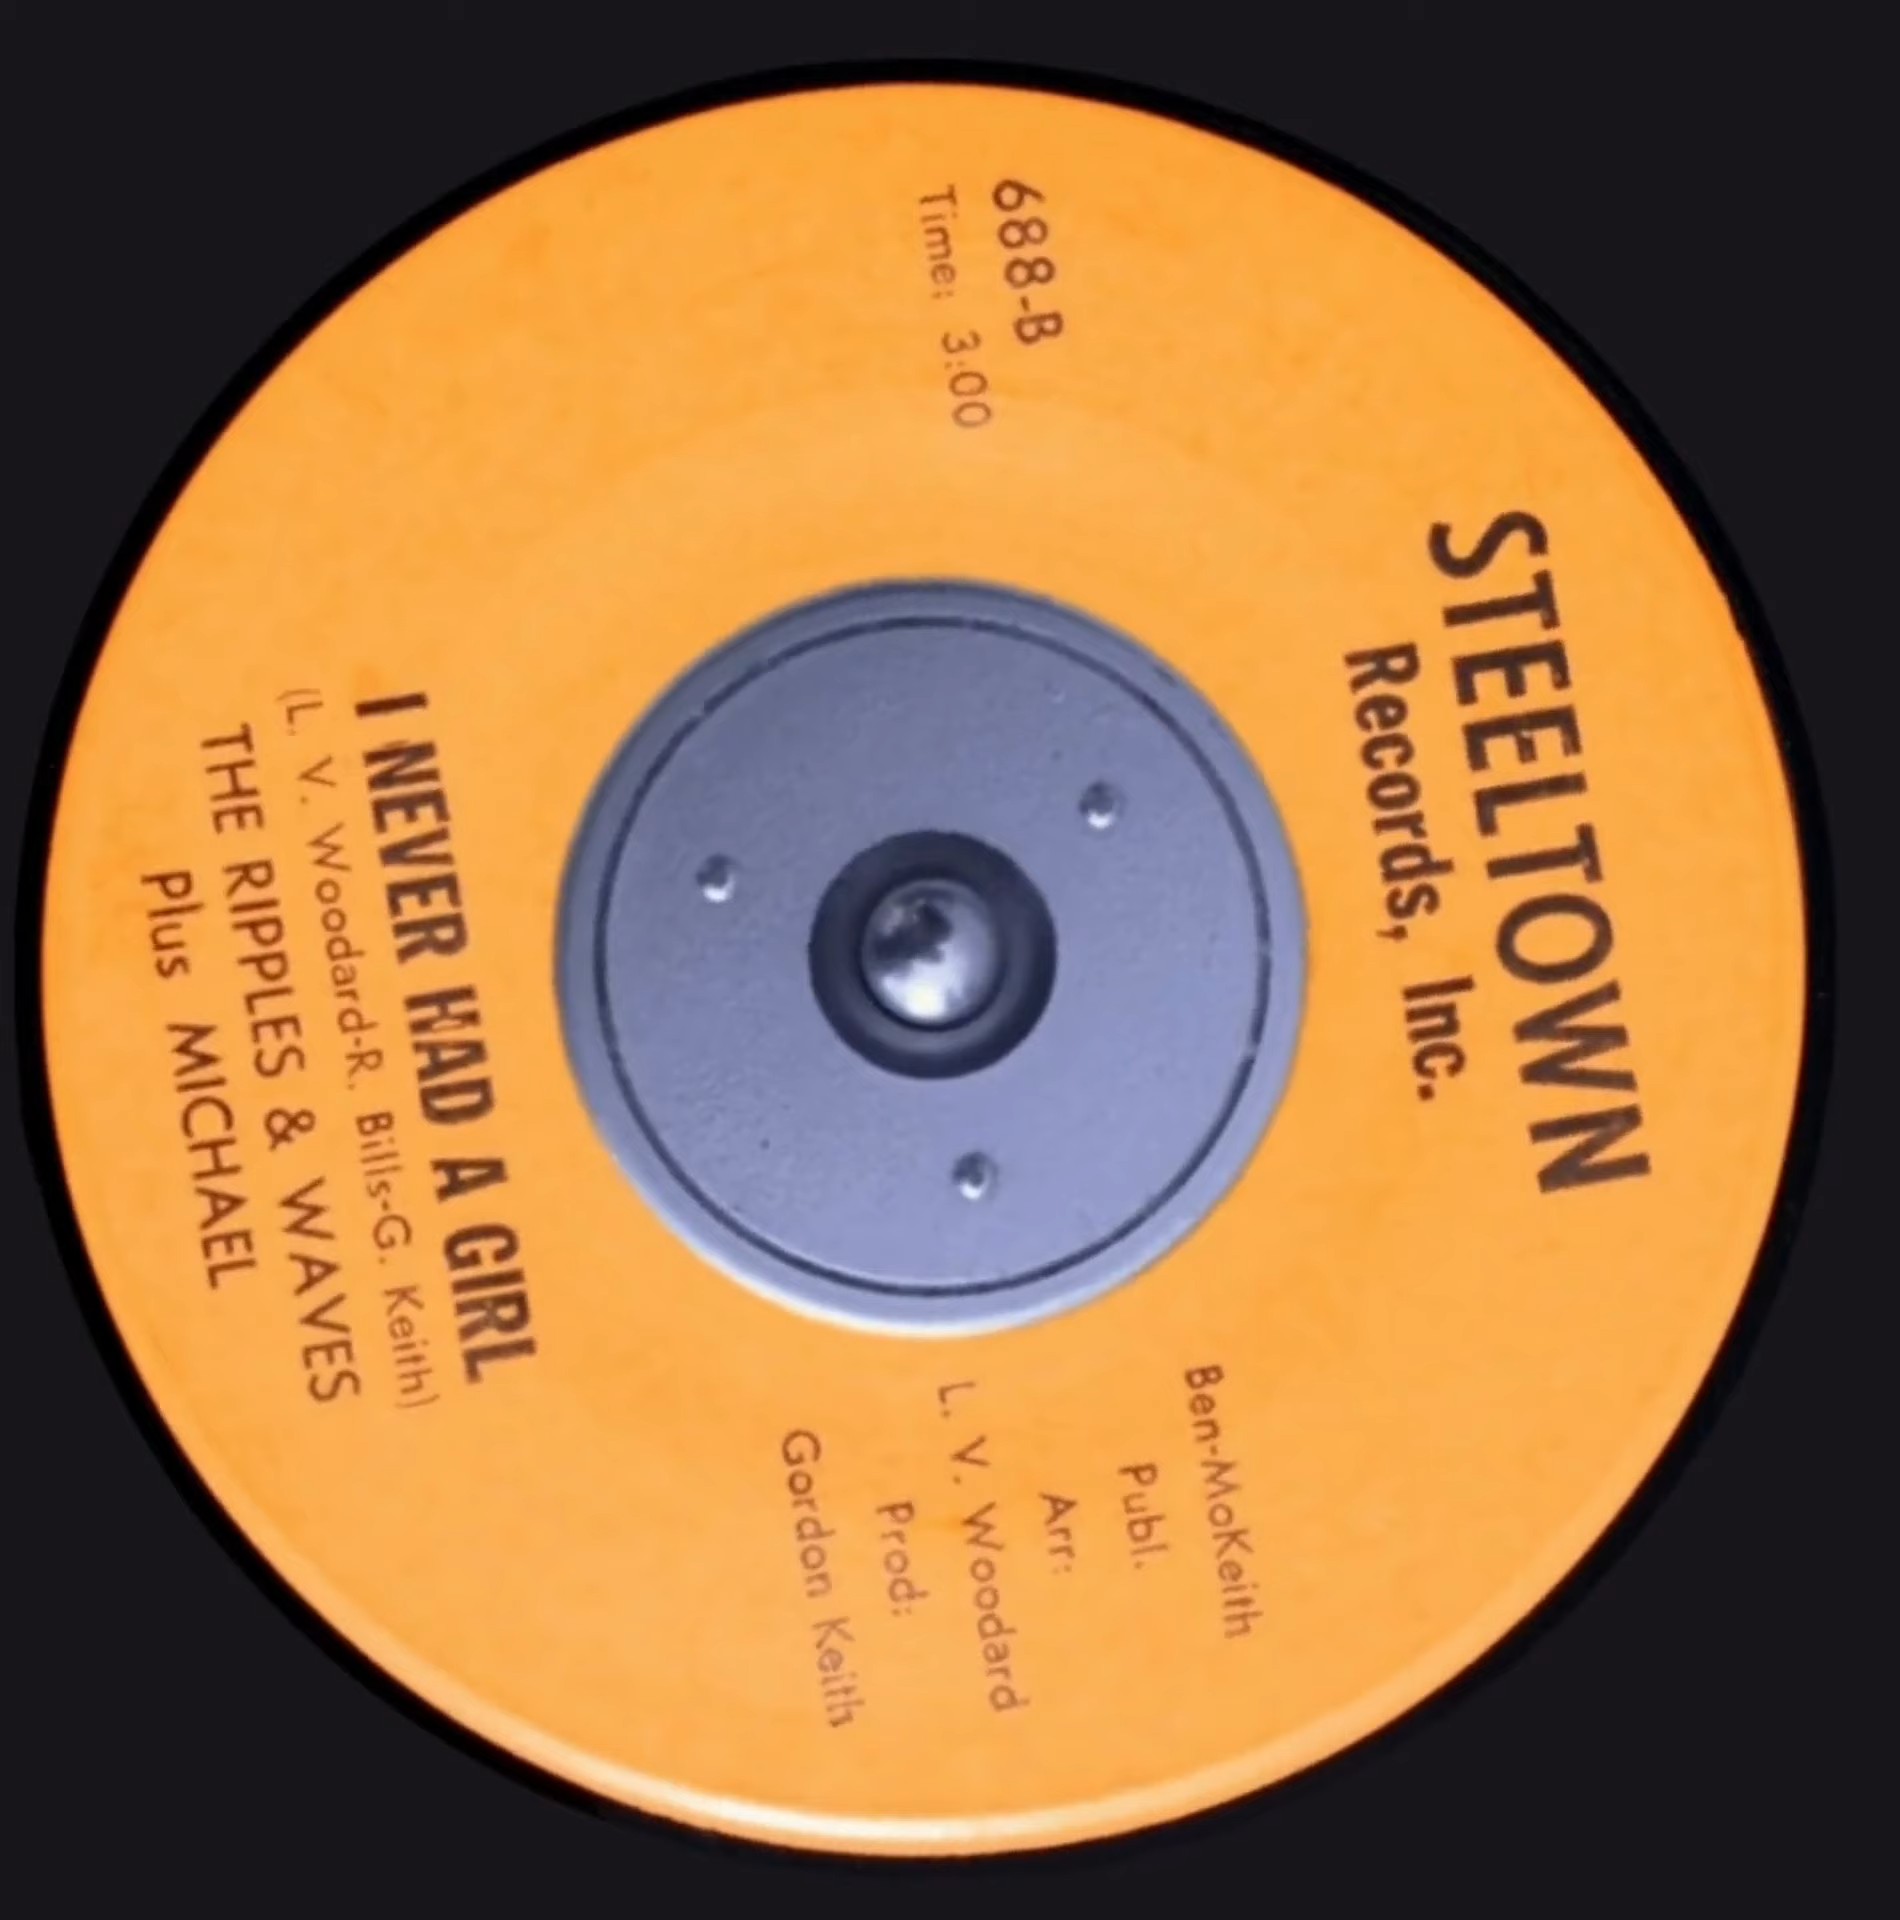 STEELTOWN
Records, Inc.
688-B
Time: 3:00
Ben-MoKeith
Publ.
Arr:
L. V. Woodard
Prod:
Gordon Keith
I NEVER HAD A GIRL
(L. V. Woodard-R. Bills-G. Keith)
THE RIPPLES & WAVES
Plus MICHAEL